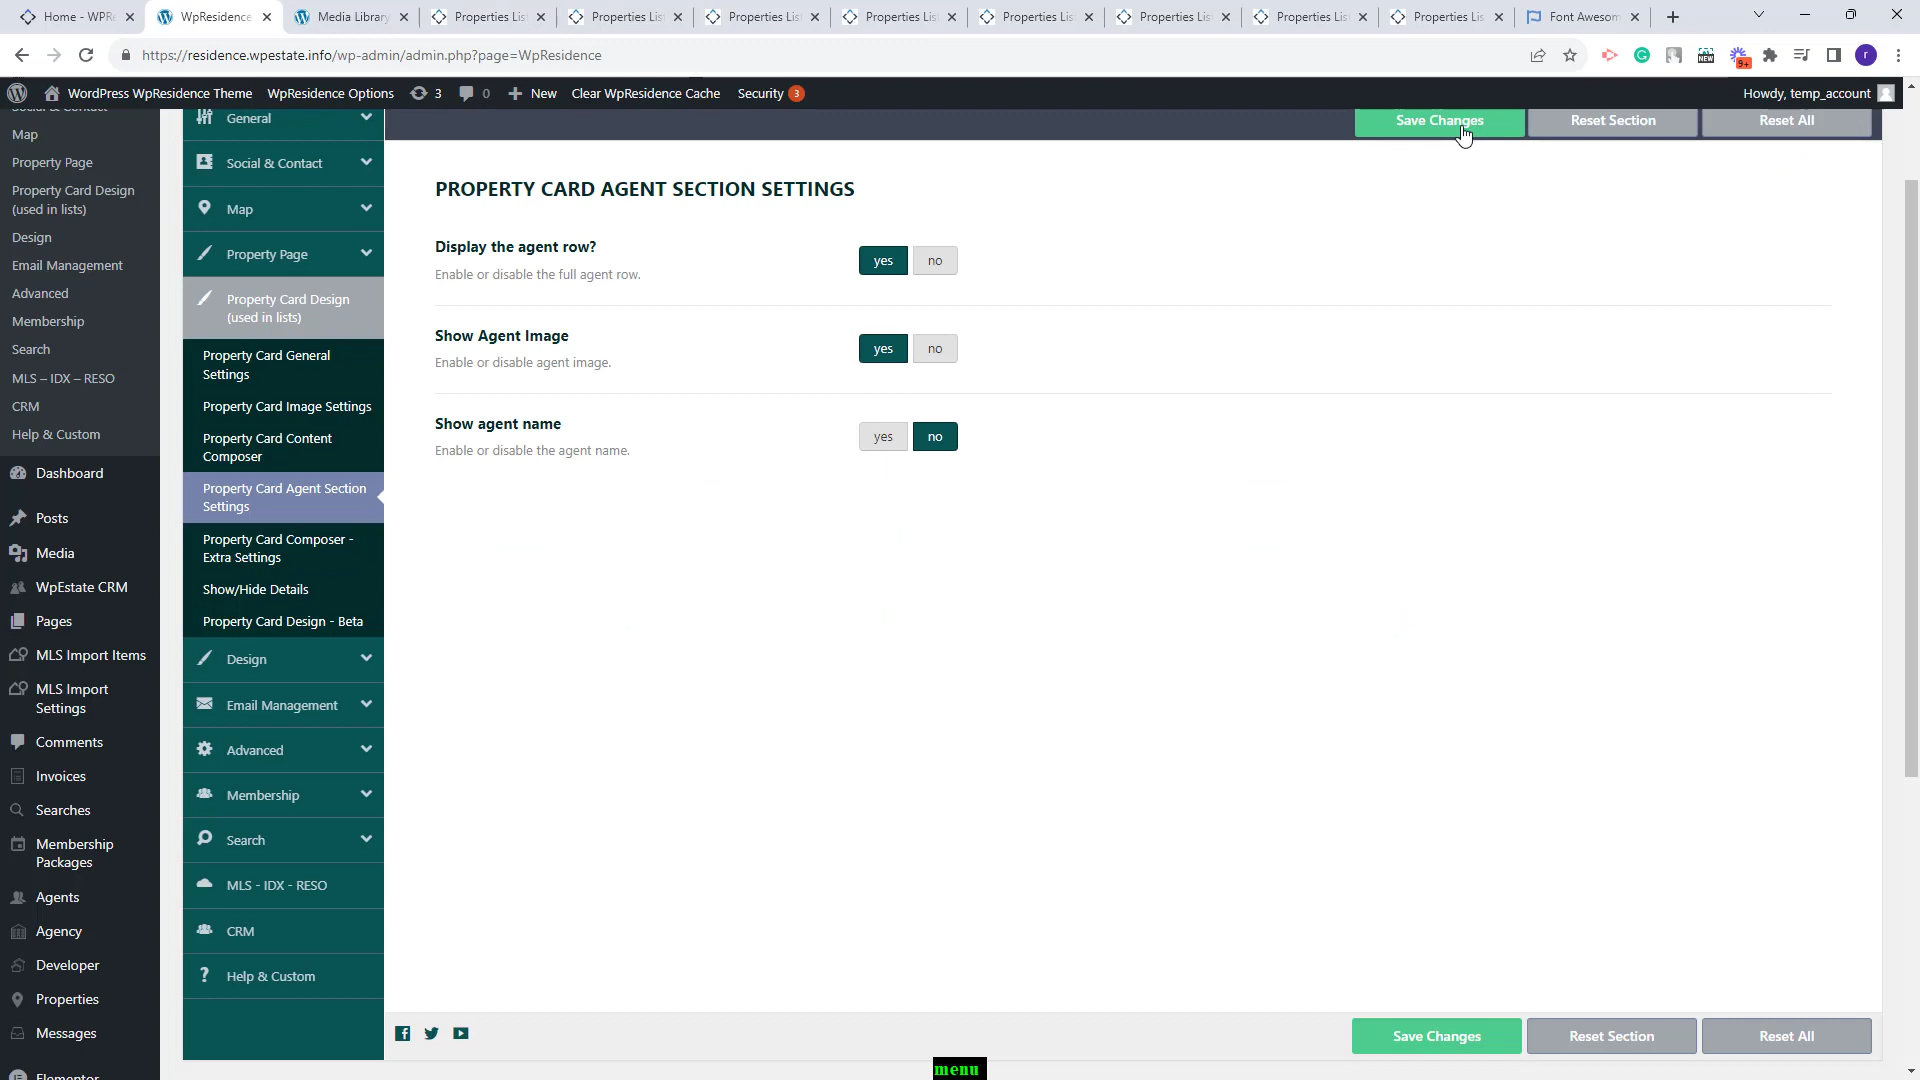 Home - WPRe
WpResidence
Media Library
Properties Lis
Properties Lis
Properties Lis
Properties Lis
Properties Lis
Properties Lis
Properties Lis
Properties Lis
Font Awesom
https://residence.wpestate.info/wp-admin/admin.php?page=WpResidence
NEW
9+
r
WordPress WpResidence Theme
WpResidence Options
3
0
New
Clear WpResidence Cache
Security 3
Howdy, temp_account
Social & Contact
Map
Property Page
Property Card Design
(used in lists)
Design
Email Management
Advanced
Membership
Search
MLS – IDX – RESO
CRM
Help & Custom
Dashboard
Posts
Media
WpEstate CRM
Pages
MLS Import Items
MLS Import
Settings
Comments
Invoices
Searches
Membership
Packages
Agents
Agency
Developer
Properties
Messages
Elementor
General
Social & Contact
Map
Property Page
Property Card Design
(used in lists)
Property Card General
Settings
Property Card Image Settings
Property Card Content
Composer
Property Card Agent Section
Settings
Property Card Composer -
Extra Settings
Show/Hide Details
Property Card Design - Beta
Design
Email Management
Advanced
Membership
Search
MLS - IDX - RESO
CRM
Help & Custom
Save Changes
Reset Section
Reset All
PROPERTY CARD AGENT SECTION SETTINGS
Display the agent row?
Enable or disable the full agent row.
yes
no
Show Agent Image
Enable or disable agent image.
yes
no
Show agent name
Enable or disable the agent name.
yes
no
Save Changes
Reset Section
Reset All
menu